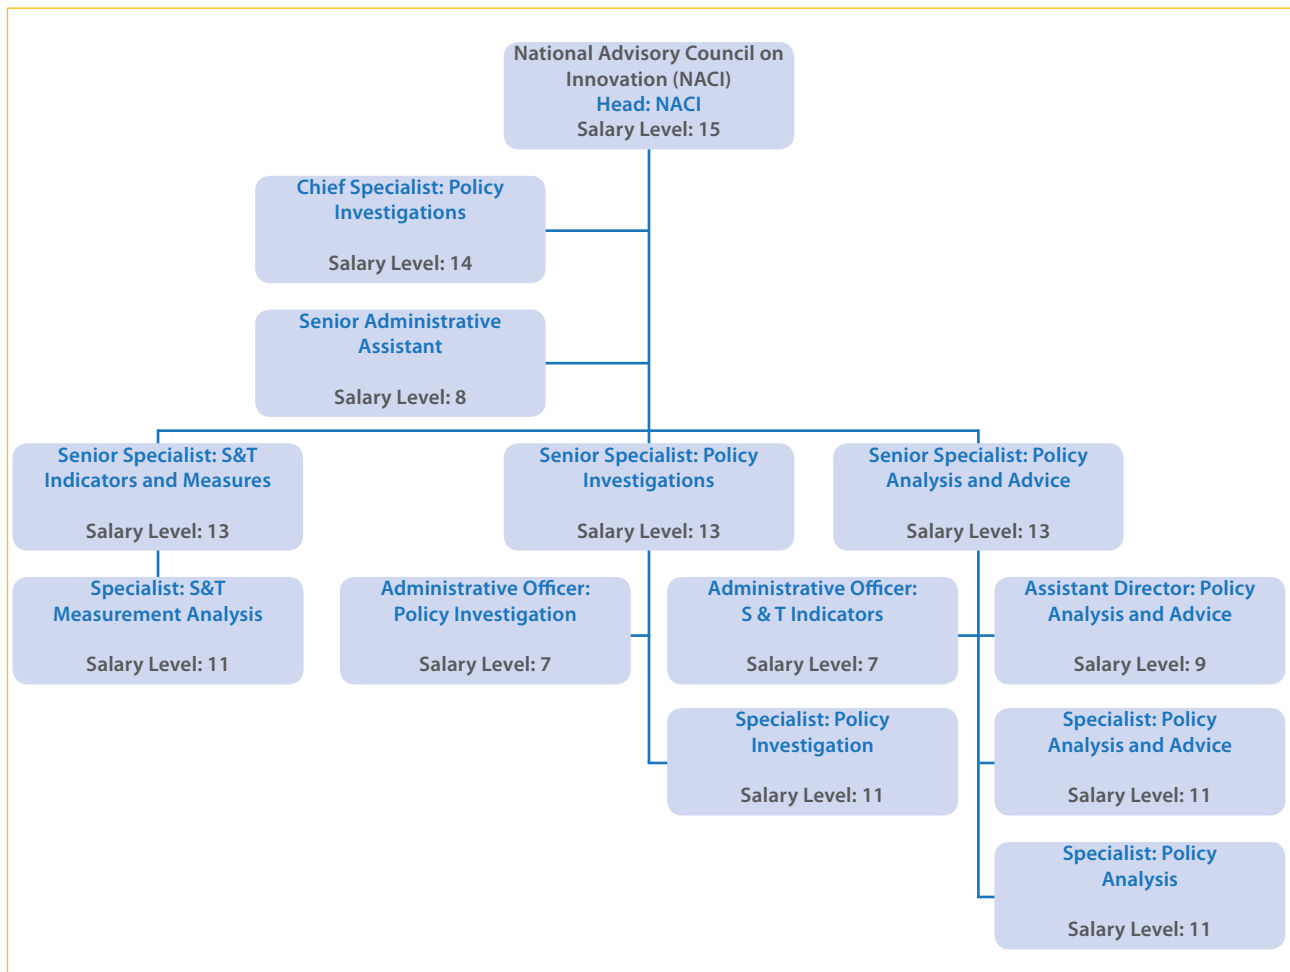 National Advisory Council on
Innovation (NACI)
Head: NACI
Salary Level: 15
Chief Specialist: Policy
Investigations
Salary Level: 14
Senior Administrative
Assistant
Salary Level: 8
Senior Specialist: S&T
Indicators and Measures
Salary Level: 13
Senior Specialist: Policy
Investigations
Salary Level: 13
Senior Specialist: Policy
Analysis and Advice
Salary Level: 13
Specialist: S&T
Measurement Analysis
Salary Level: 11
Administrative Officer:
Policy Investigation
Salary Level: 7
Administrative Officer:
S & T Indicators
Salary Level: 7
Assistant Director: Policy
Analysis and Advice
Salary Level: 9
Specialist: Policy
Investigation
Salary Level: 11
Specialist: Policy
Analysis and Advice
Salary Level: 11
Specialist: Policy
Analysis
Salary Level: 11